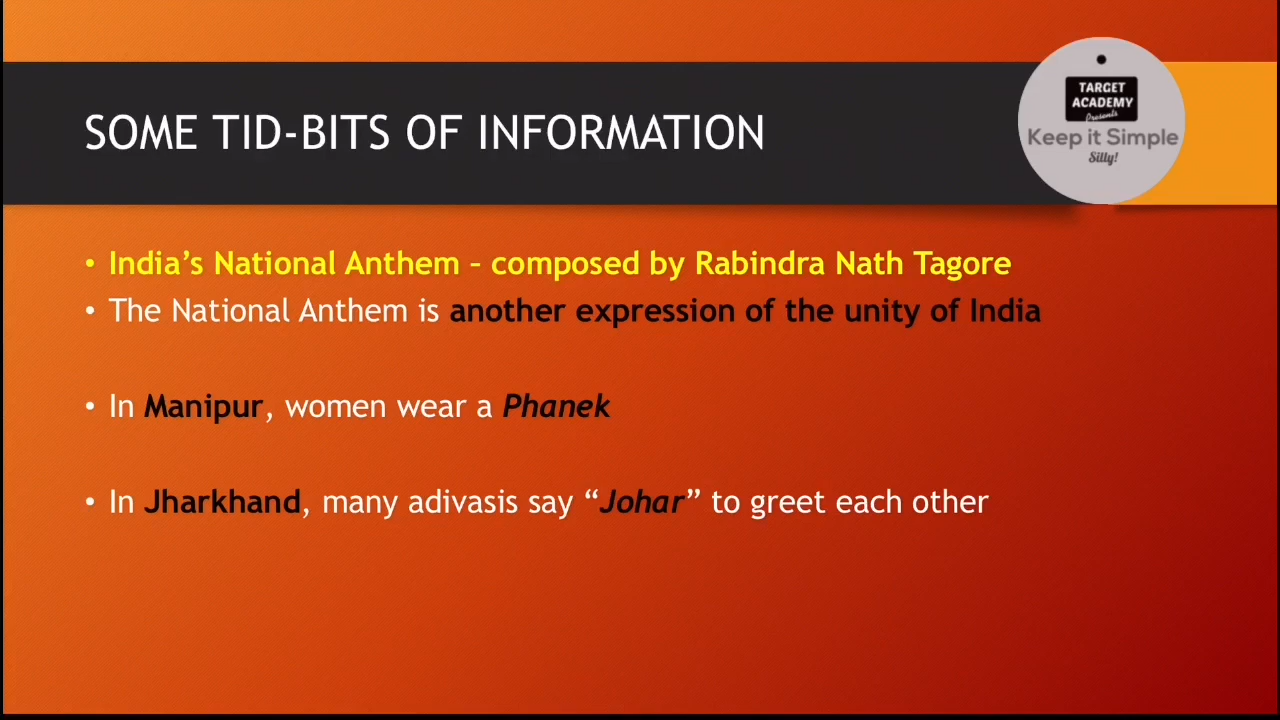 SOME TID-BITS OF INFORMATION
TARGET
ACADEMY
Presents
Keep it Simple
Silly!
• India’s National Anthem – composed by Rabindra Nath Tagore
• The National Anthem is another expression of the unity of India
• In Manipur, women wear a Phanek
• In Jharkhand, many adivasis say “Johar” to greet each other